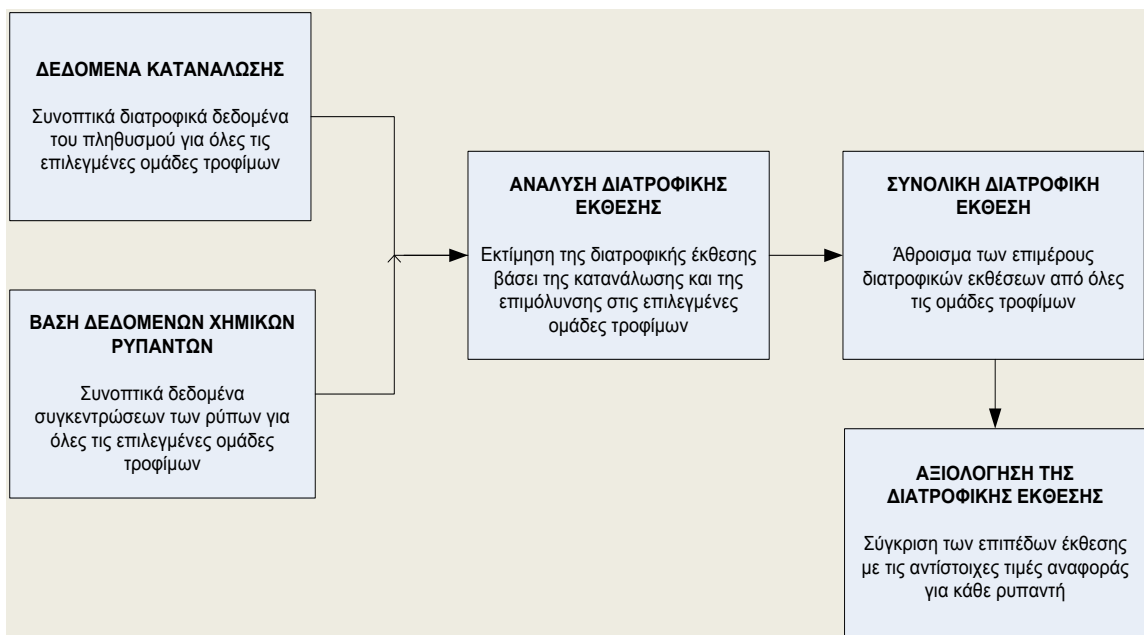 ΔΕΔΟΜΕΝΑ ΚΑΤΑΝΑΛΩΣΗΣ
Συνοπτικά διατροφικά δεδομένα
του πληθυσμού για όλες τις
επιλεγμένες ομάδες τροφίμων
ΒΑΣΗ ΔΕΔΟΜΕΝΩΝ ΧΗΜΙΚΩΝ
ΡΥΠΑΝΤΩΝ
Συνοπτικά δεδομένα
συγκεντρώσεων των ρύπων για
όλες τις επιλεγμένες ομάδες
τροφίμων
ΑΝΑΛΥΣΗ ΔΙΑΤΡΟΦΙΚΗΣ
ΕΚΘΕΣΗΣ
Εκτίμηση της διατροφικής έκθεσης
βάσει της κατανάλωσης και της
επιμόλυνσης στις επιλεγμένες
ομάδες τροφίμων
ΣΥΝΟΛΙΚΗ ΔΙΑΤΡΟΦΙΚΗ
ΕΚΘΕΣΗ
Άθροισμα των επιμέρους
διατροφικών εκθέσεων από όλες
τις ομάδες τροφίμων
ΑΞΙΟΛΟΓΗΣΗ ΤΗΣ
ΔΙΑΤΡΟΦΙΚΗΣ ΕΚΘΕΣΗΣ
Σύγκριση των επιπέδων έκθεσης
με τις αντίστοιχες τιμές αναφοράς
για κάθε ρυπαντή